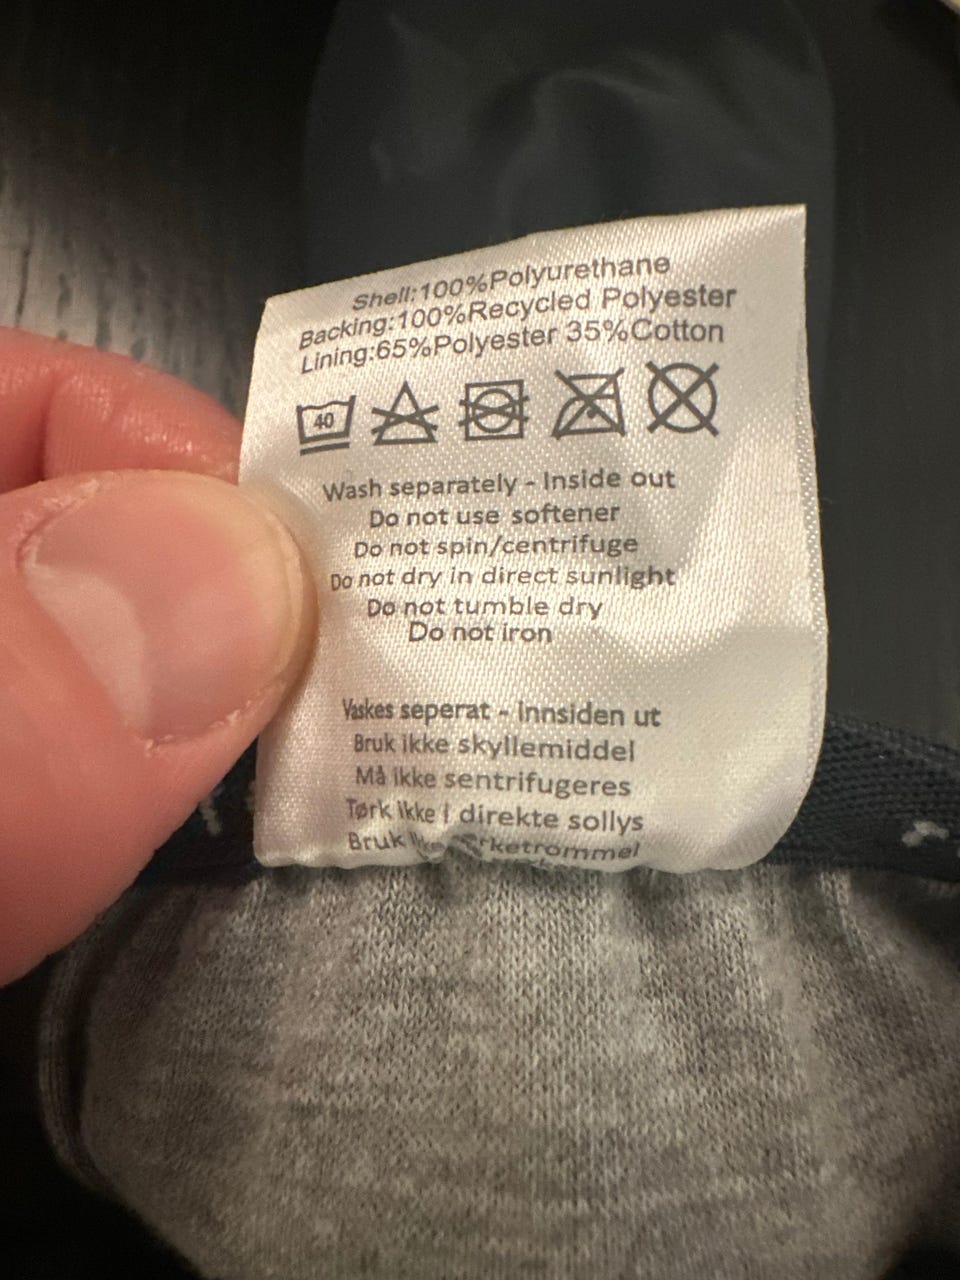 Shell:100%Polyurethane
Backing:100%Recycled Polyester
Lining:65%Polyester 35%Cotton
40
Wash separately - Inside out
Do not use softener
Do not spin/centrifuge
Do not dry in direct sunlight
Do not tumble dry
Do not iron
Vaskes seperat - innsiden ut
Bruk ikke skyllemiddel
Må ikke sentrifugeres
Tørk ikke i direkte sollys
Bruk